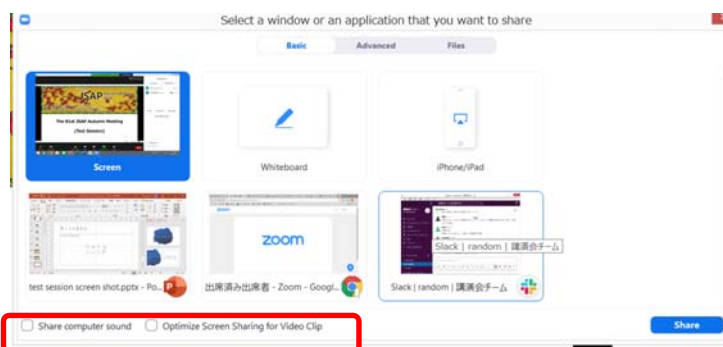 Select a window or an application that you want to share
Basic Advanced Files
JSAP
The 81st JSAP Autumn Meeting
(Test Session)
Screen
Whiteboard
iPhone/iPad
zoom
Slack | random | 講演会チーム
test session screen shot.pptx - Po...
出席済み出席者 - Zoom - Googl...
Slack | random | 講演会チーム
Share computer sound
Optimize Screen Sharing for Video Clip
Share